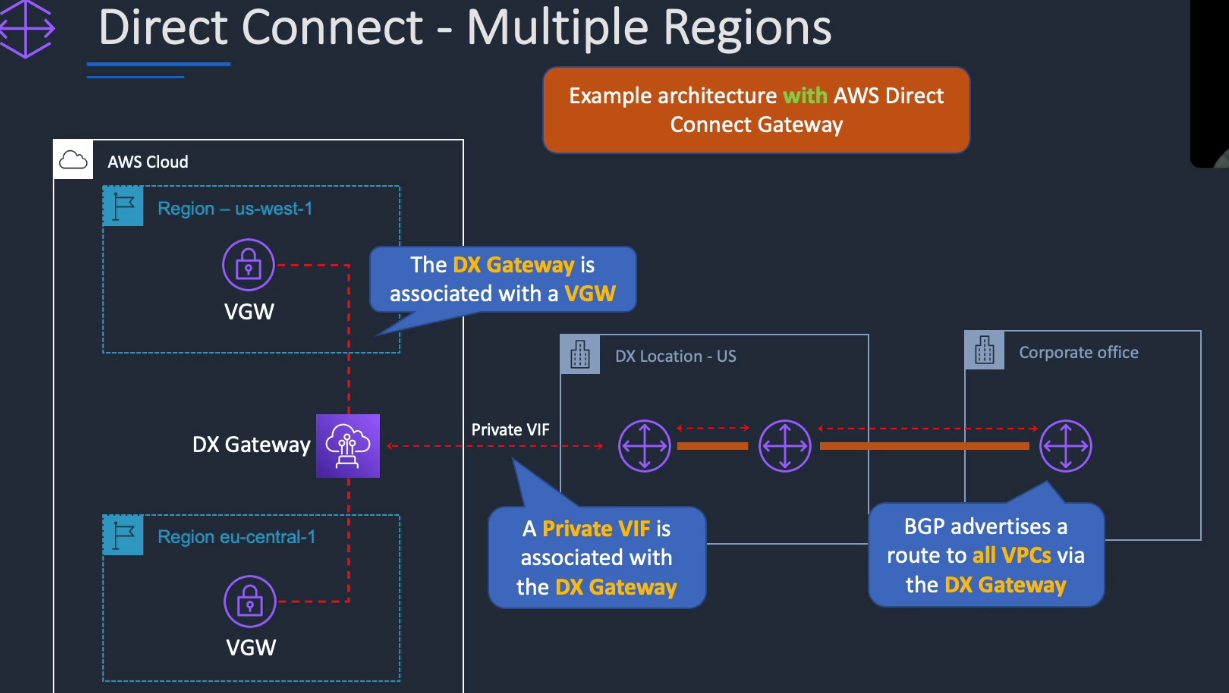 Direct Connect - Multiple Regions
Example architecture with AWS Direct
Connect Gateway
AWS Cloud
Region – us-west-1
VGW
The DX Gateway is
associated with a VGW
DX Location - US
Corporate office
DX Gateway
Private VIF
Region eu-central-1
VGW
A Private VIF is
associated with
the DX Gateway
BGP advertises a
route to all VPCs via
the DX Gateway